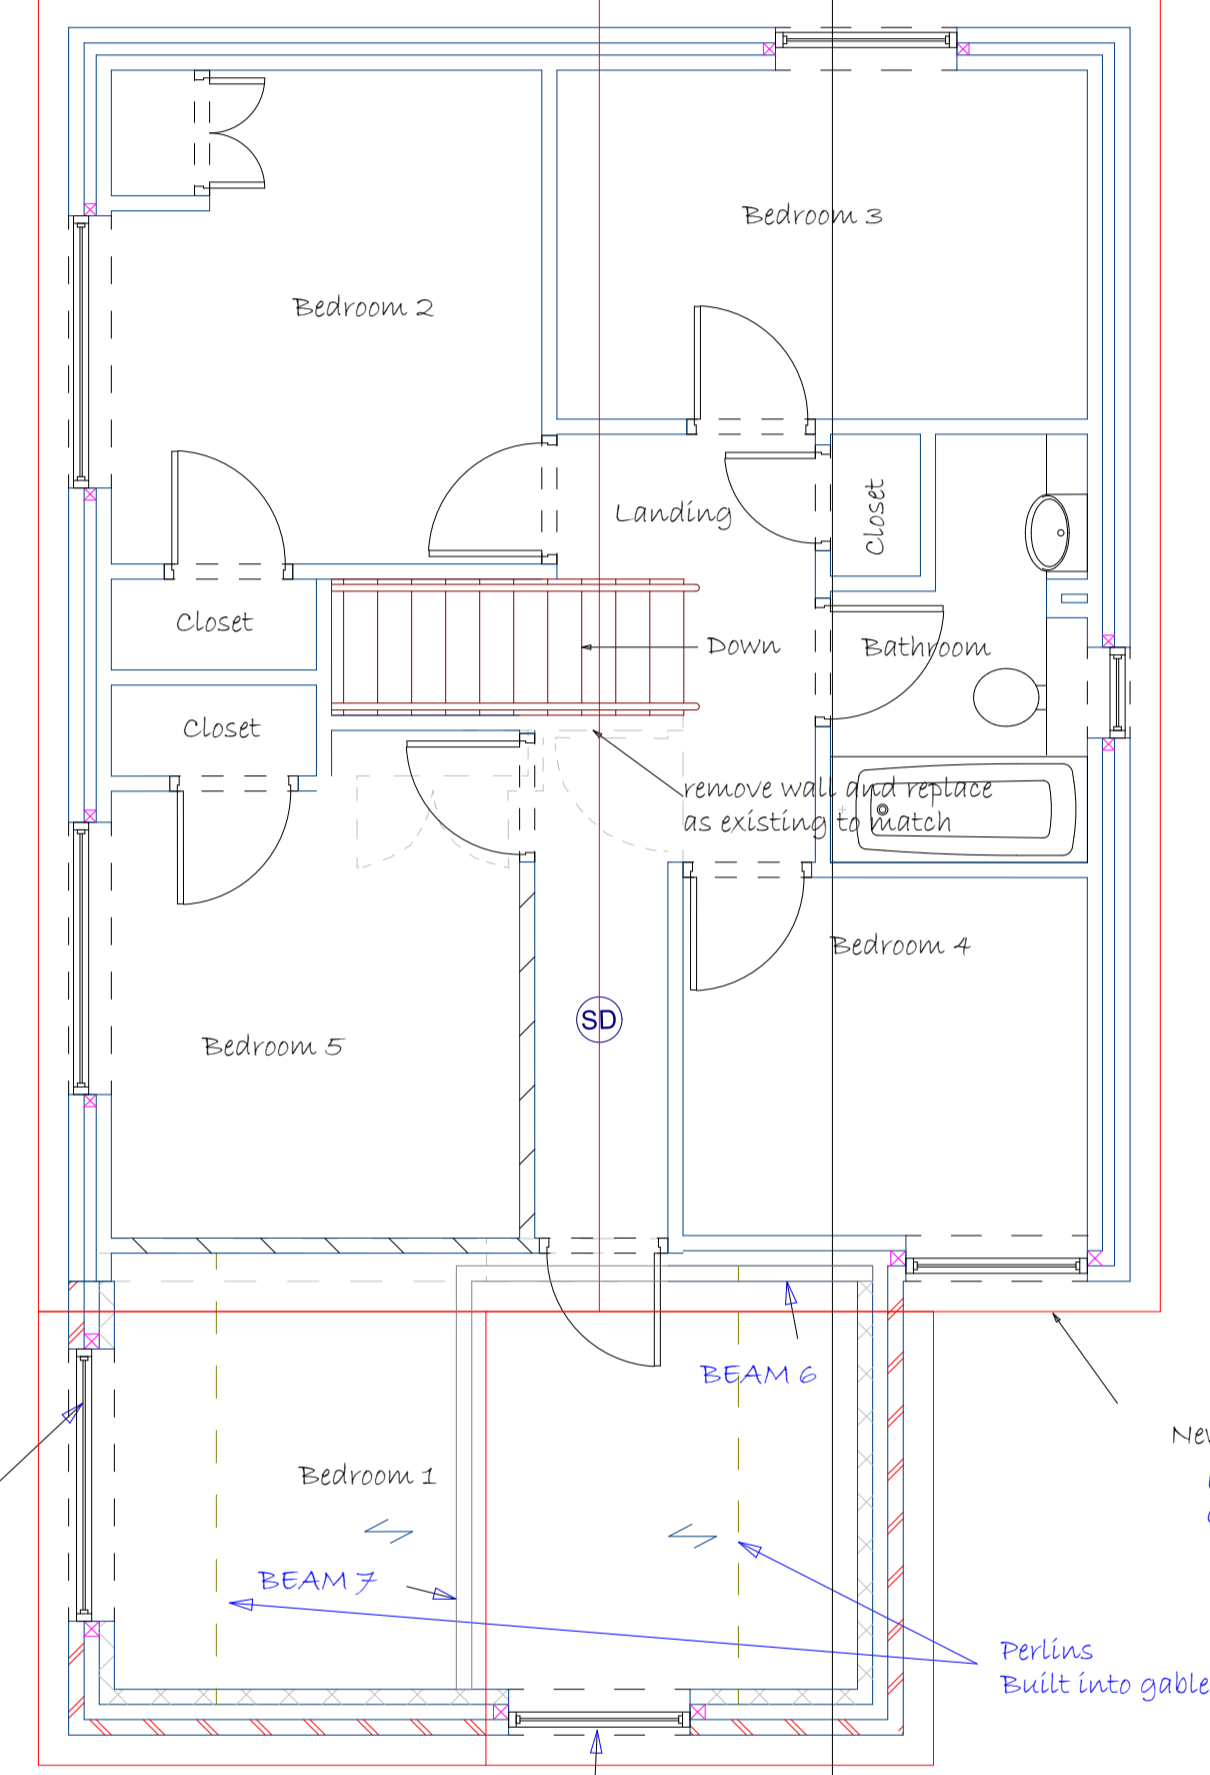 Bedroom 3
Bedroom 2
Landing
Closet
Closet
Down
Bathroom
Closet
remove wall and replace
as existing to match
Bedroom 4
SD
Bedroom 5
BEAM 6
Bedroom 1
BEAM 7
Perlins
Built into gable